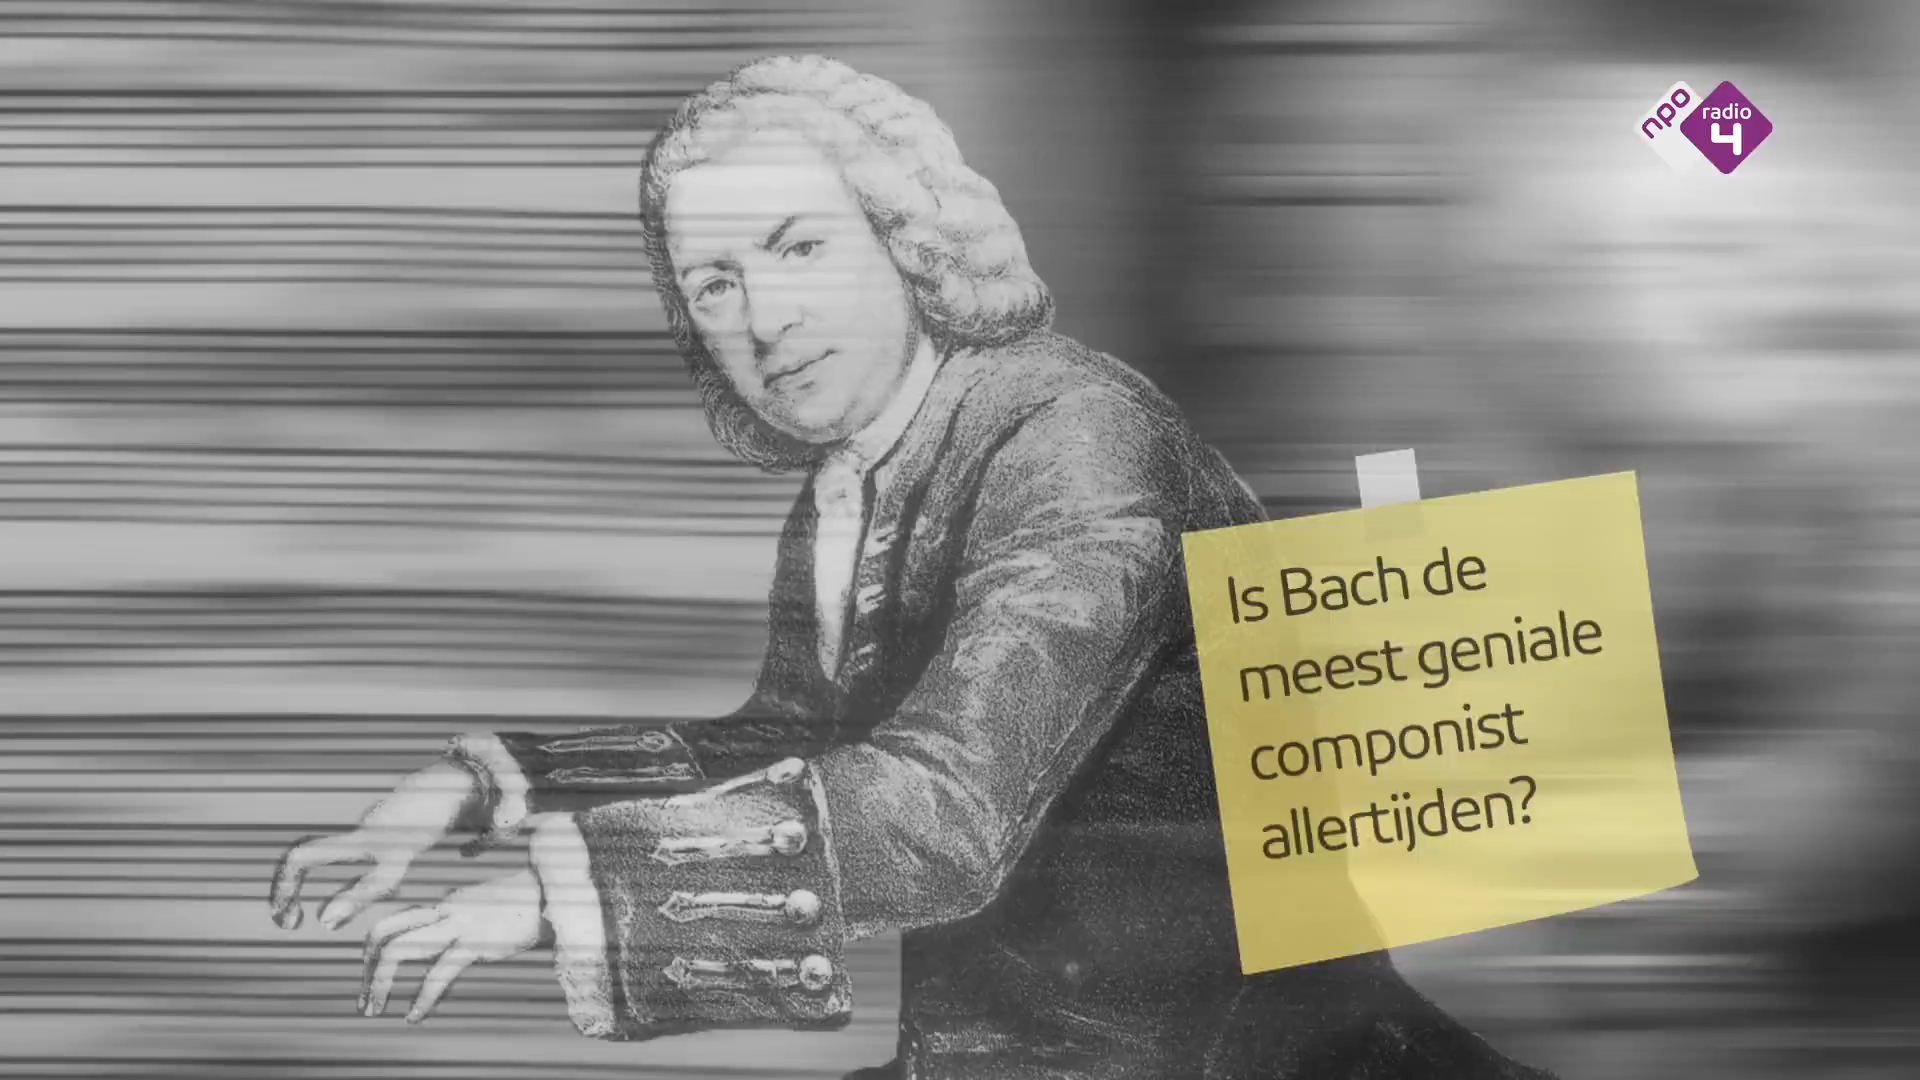 npo
radio
4
Is Bach de
meest geniale
componist
allertijden?